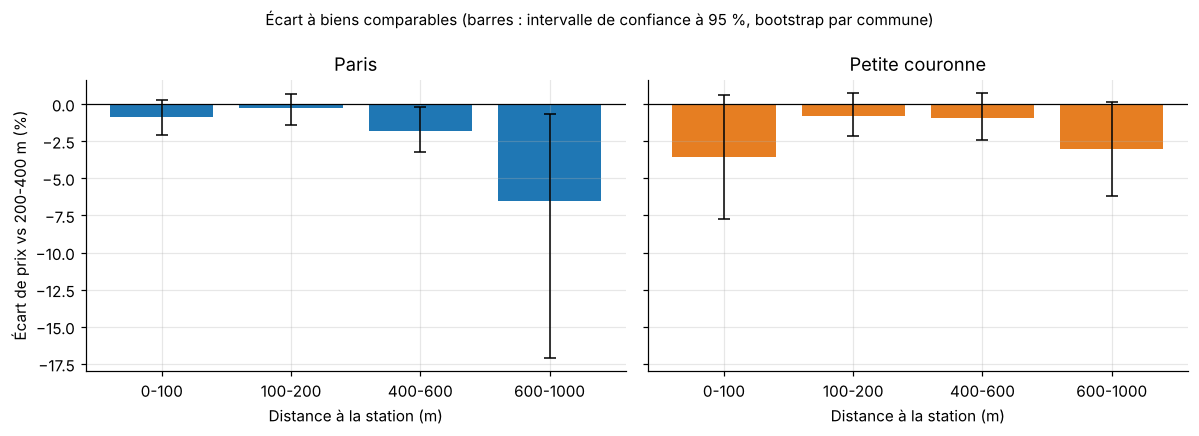 Écart à biens comparables (barres : intervalle de confiance à 95 %, bootstrap par commune)
Paris
Petite couronne
Écart de prix vs 200-400 m (%)
0.0
−2.5
−5.0
−7.5
−10.0
−12.5
−15.0
−17.5
0-100
100-200
400-600
600-1000
0-100
100-200
400-600
600-1000
Distance à la station (m)
Distance à la station (m)